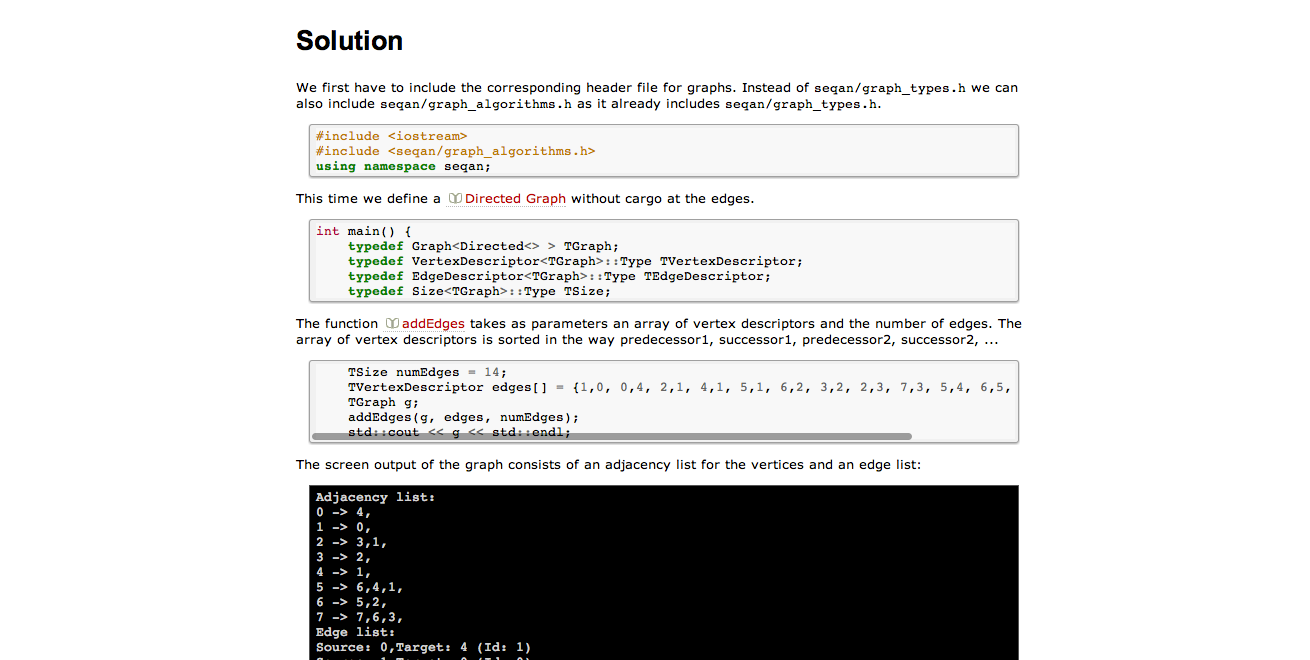 Solution
We first have to include the corresponding header file for graphs. Instead of seqan/graph_types.h we can
also include seqan/graph_algorithms.h as it already includes seqan/graph_types.h.
#include <iostream>
#include <seqan/graph_algorithms.h>
using namespace seqan;
This time we define a Directed Graph without cargo at the edges.
int main() {
    typedef Graph<Directed<> > TGraph;
    typedef VertexDescriptor<TGraph>::Type TVertexDescriptor;
    typedef EdgeDescriptor<TGraph>::Type TEdgeDescriptor;
    typedef Size<TGraph>::Type TSize;
The function addEdges takes as parameters an array of vertex descriptors and the number of edges. The
array of vertex descriptors is sorted in the way predecessor1, successor1, predecessor2, successor2, ...
    TSize numEdges = 14;
    TVertexDescriptor edges[] = {1,0, 0,4, 2,1, 4,1, 5,1, 6,2, 3,2, 2,3, 7,3, 5,4, 6,5,
    TGraph g;
    addEdges(g, edges, numEdges);
    std::cout << g << std::endl;
The screen output of the graph consists of an adjacency list for the vertices and an edge list:
Adjacency list:
0 -> 4,
1 -> 0,
2 -> 3,1,
3 -> 2,
4 -> 1,
5 -> 6,4,1,
6 -> 5,2,
7 -> 7,6,3,
Edge list:
Source: 0,Target: 4 (Id: 1)